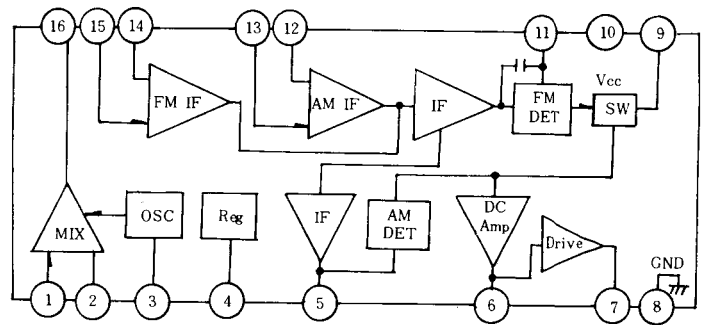 16 15 14 13 12 11 10 9
Vcc
FM IF
AM IF
IF
FM
DET
SW
MIX
OSC
Reg
IF
AM
DET
DC
Amp
Drive
GND
1 2 3 4 5 6 7 8